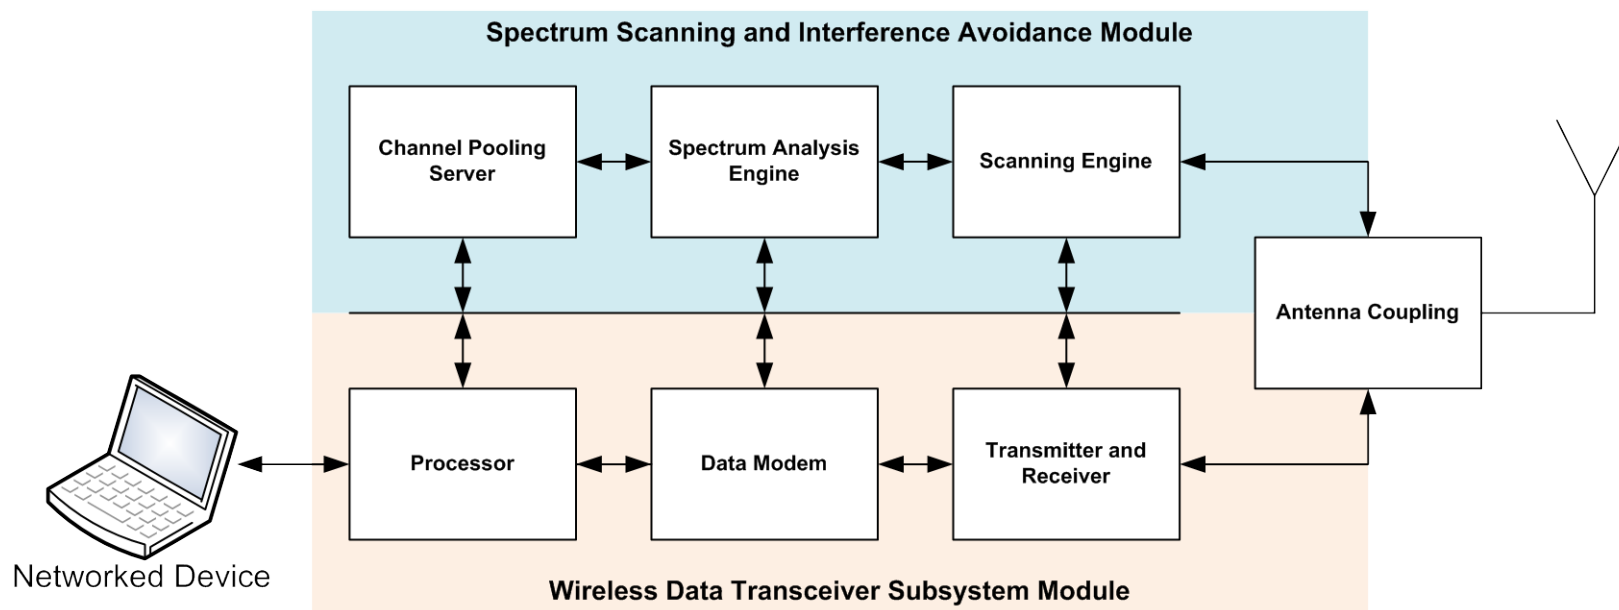 Spectrum Scanning and Interference Avoidance Module
Channel Pooling
Server
Spectrum Analysis
Engine
Scanning Engine
Antenna Coupling
Processor
Data Modem
Transmitter and
Receiver
Networked Device
Wireless Data Transceiver Subsystem Module